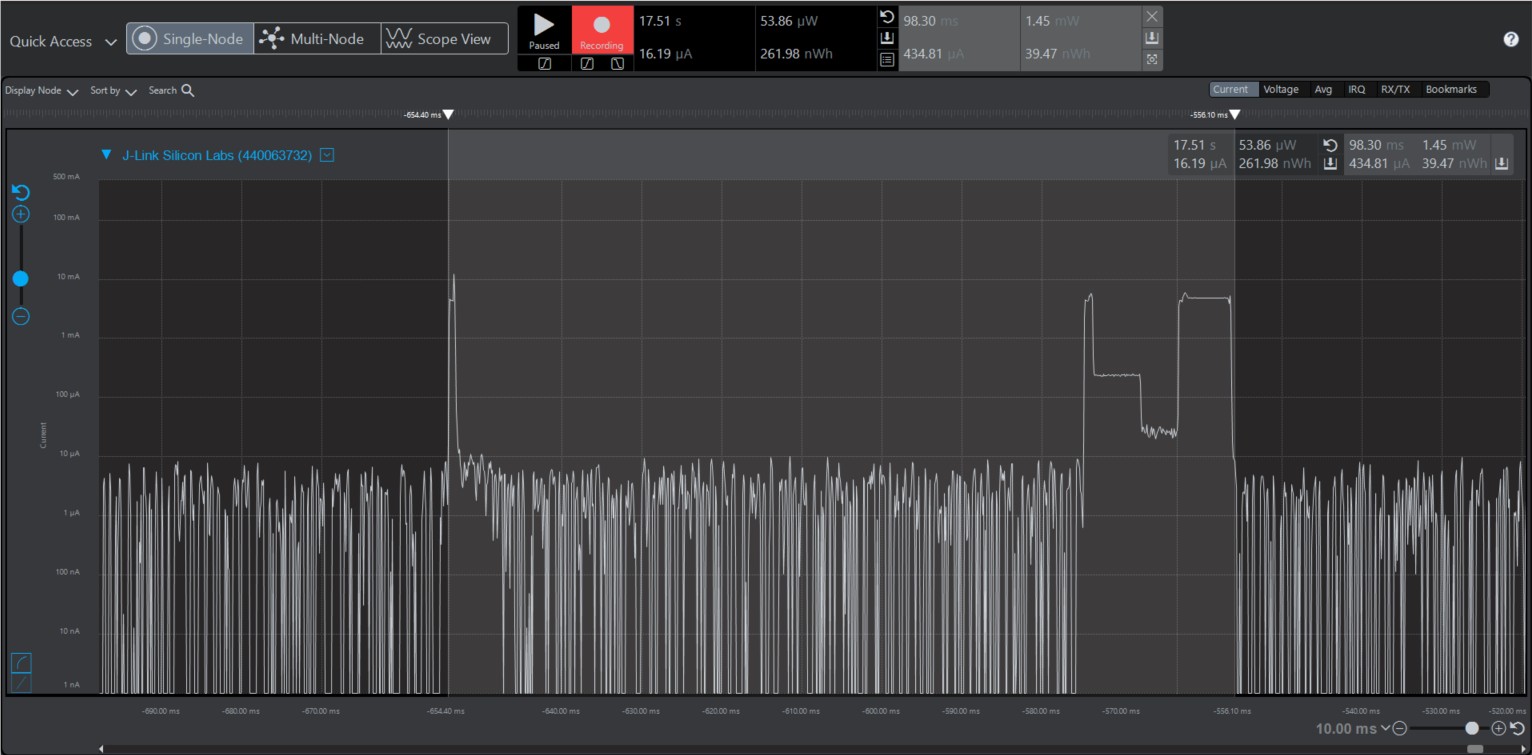 Quick Access
Single-Node
Multi-Node
Scope View
Paused
Recording
17.51 s
16.19 µA
53.86 µW
261.98 nWh
98.30 ms
434.81 µA
1.45 mW
39.47 nWh
Display Node
Sort by
Search
Current Voltage Avg IRQ RX/TX Bookmarks
-654.40 ms -556.10 ms
J-Link Silicon Labs (440063732)
17.51 s 53.86 µW 98.30 ms 1.45 mW
16.19 µA 261.98 nWh 434.81 µA 39.47 nWh
500 mA
100 mA
10 mA
1 mA
100 µA
Current
10 µA
1 µA
100 nA
10 nA
1 nA
-690.00 ms -680.00 ms -670.00 ms -654.40 ms -640.00 ms -630.00 ms -620.00 ms -610.00 ms -600.00 ms -590.00 ms -580.00 ms -570.00 ms -556.10 ms -540.00 ms -530.00 ms -520.00 ms
10.00 ms